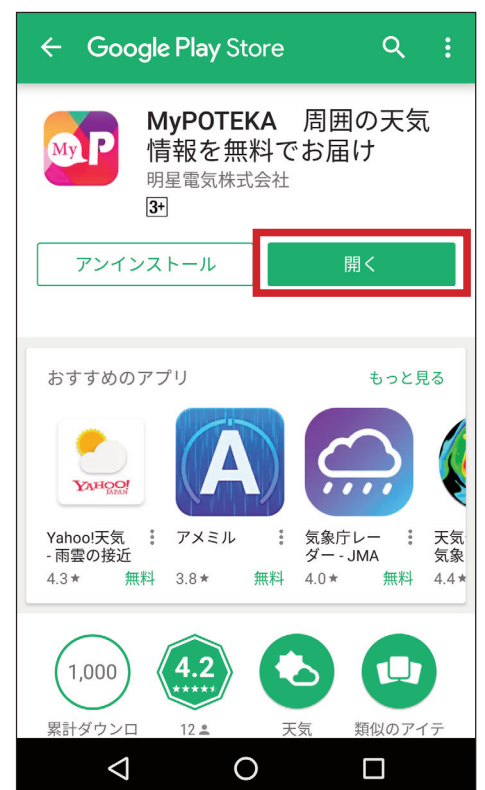 Google Play Store
MyPOTEKA　周囲の天気
情報を無料でお届け
明星電気株式会社
3+
My P
アンインストール
開く
おすすめのアプリ
もっと見る
YAHOO!
JAPAN
A
Yahoo!天気
- 雨雲の接近
4.3★ 無料
アメミル
3.8★ 無料
気象庁レー
ダー - JMA
4.0★ 無料
天気
気象
4.4★
1,000
4.2
累計ダウンロ
12
天気
類似のアイテ